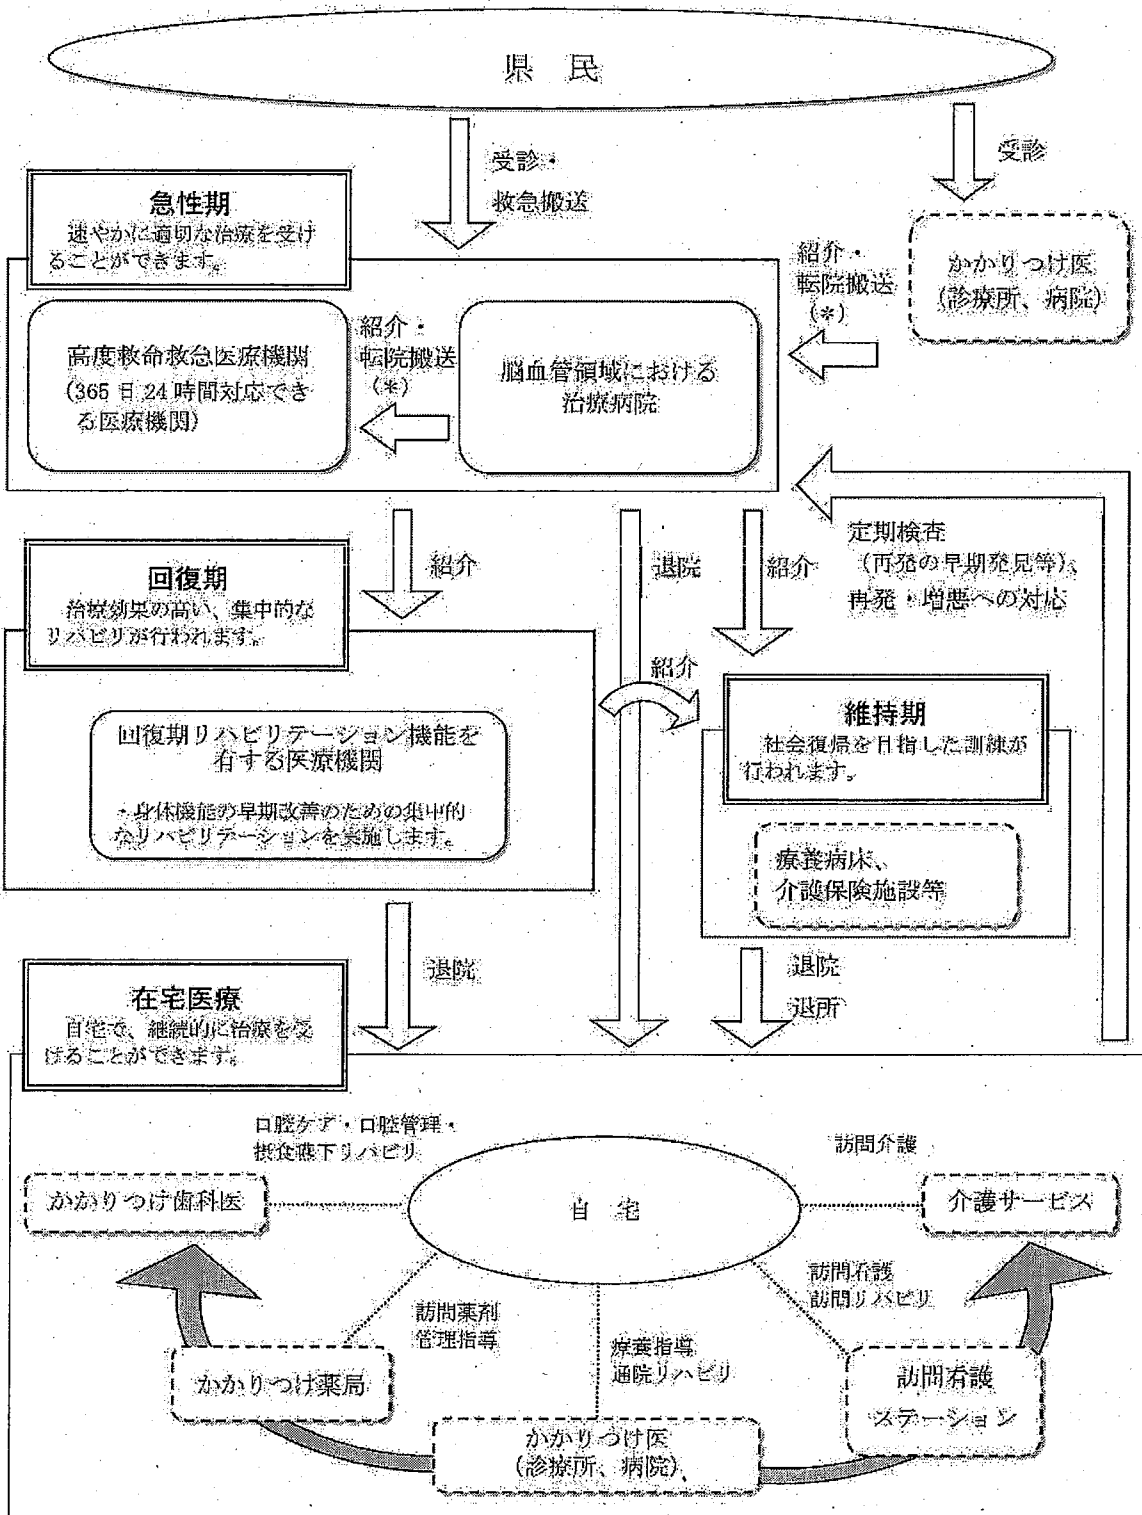 県　民
受診・
救急搬送
受診
急性期
速やかに適切な治療を受け
ることができます。
かかりつけ医
(診療所、病院)
紹介・
転院搬送
(*)
高度救命救急医療機関
(365日24時間対応でき
る医療機関)
紹介・
転院搬送
(*)
脳血管領域における
治療病院
定期検査
(再発の早期発見等)、
再発・増悪への対応
紹介
退院
紹介
回復期
治療効果の高い、集中的な
リハビリが行われます。
紹介
回復期リハビリテーション機能を
有する医療機関
・身体機能の早期改善のための集中的
なリハビリテーションを実施します。
維持期
社会復帰を目指した訓練が
行われます。
療養病床、
介護保険施設等
退院
退院
退所
在宅医療
自宅で、継続的に治療を受
けることができます。
口腔ケア・口腔管理・
摂食嚥下リハビリ
訪問介護
かかりつけ歯科医
自　宅
介護サービス
訪問薬剤
管理指導
療養指導
通院リハビリ
訪問看護
訪問リハビリ
かかりつけ薬局
かかりつけ医
(診療所、病院)
訪問看護
ステーション